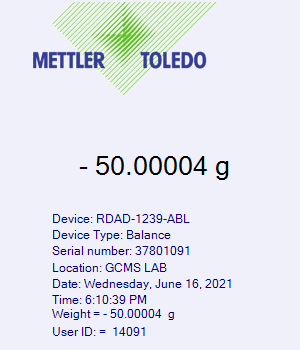 METTLER TOLEDO
- 50.00004 g
Device: RDAD-1239-ABL
Device Type: Balance
Serial number: 37801091
Location: GCMS LAB
Date: Wednesday, June 16, 2021
Time: 6:10:39 PM
Weight = - 50.00004  g
User ID: =  14091